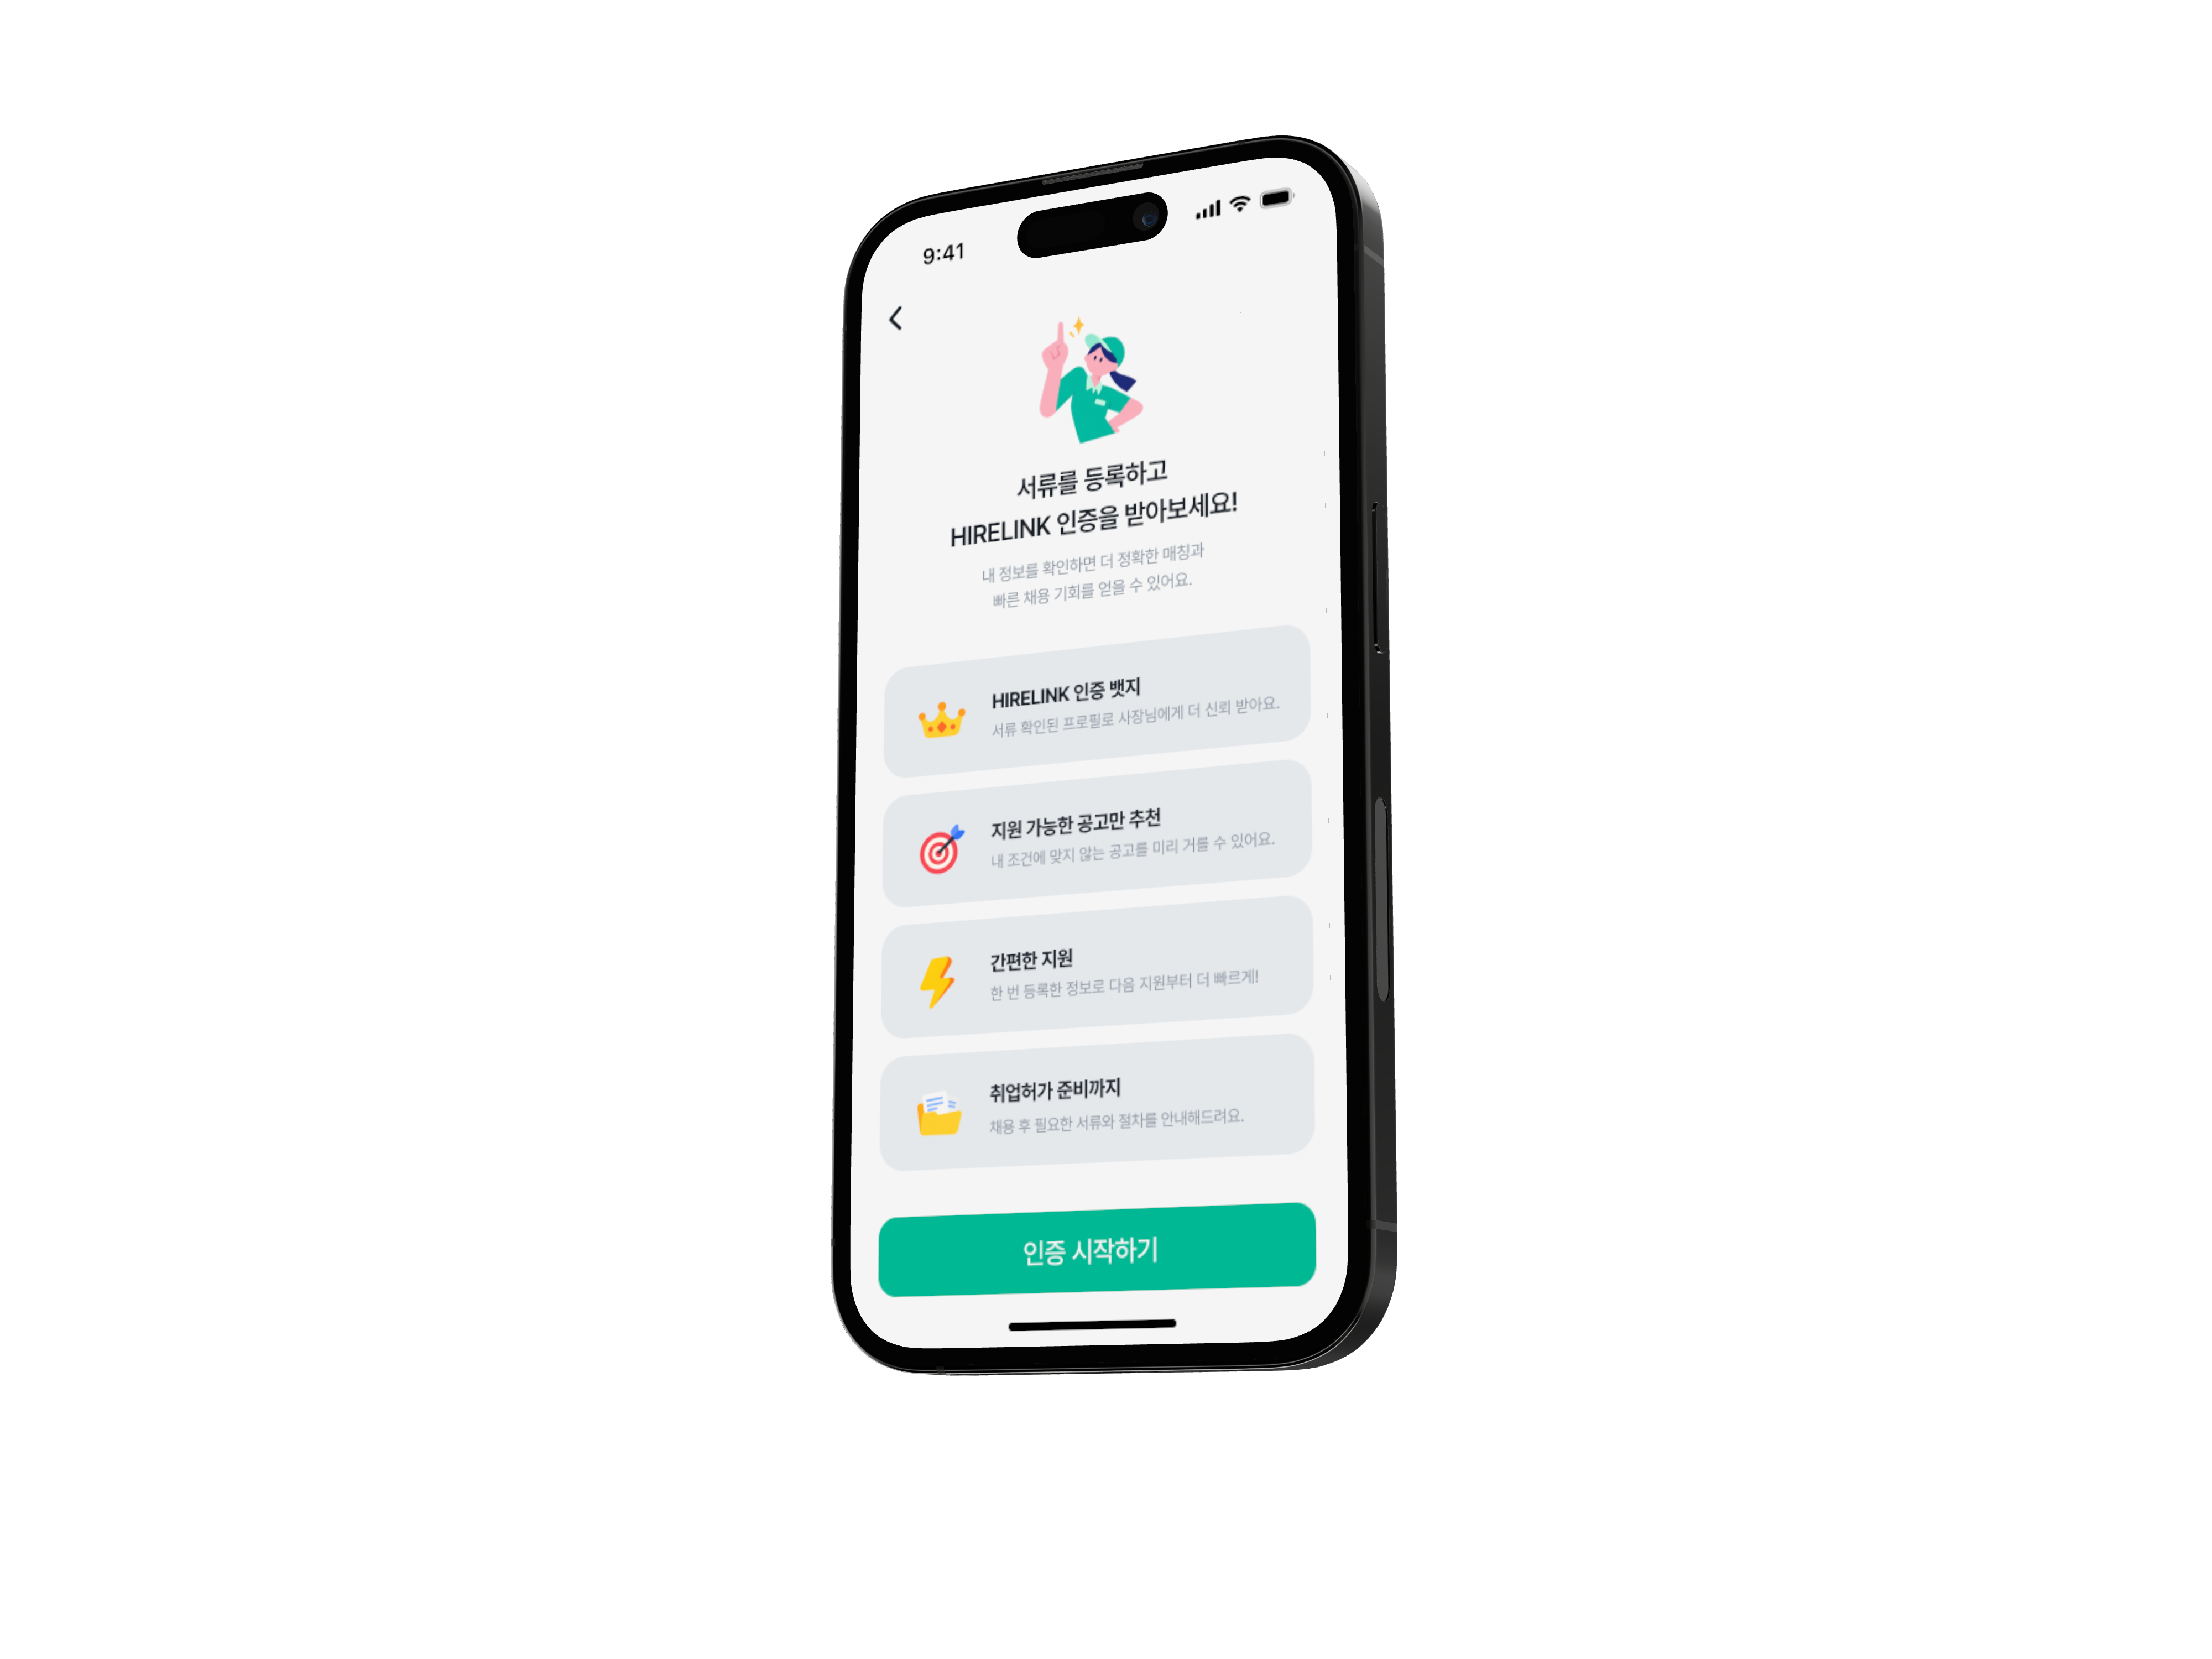 9:41
서류를 등록하고
HIRELINK 인증을 받아보세요!
내 정보를 확인하면 더 정확한 매칭과
빠른 채용 기회를 얻을 수 있어요.
HIRELINK 인증 뱃지
서류 확인된 프로필로 사장님에게 더 신뢰 받아요.
지원 가능한 공고만 추천
내 조건에 맞지 않는 공고를 미리 거를 수 있어요.
간편한 지원
한 번 등록한 정보로 다음 지원부터 더 빠르게!
취업허가 준비까지
채용 후 필요한 서류와 절차를 안내해드려요.
인증 시작하기